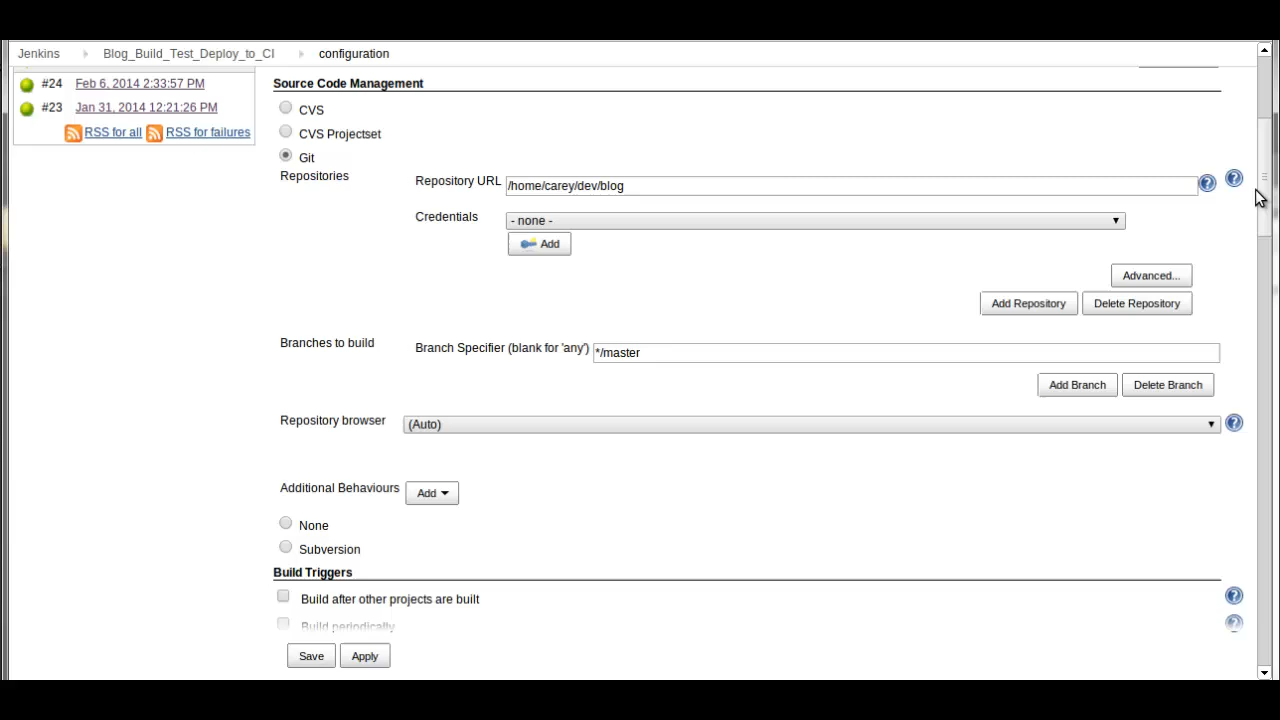 Jenkins Blog_Build_Test_Deploy_to_CI configuration
#24 Feb 6, 2014 2:33:57 PM
#23 Jan 31, 2014 12:21:26 PM
RSS for all RSS for failures
Source Code Management
CVS
CVS Projectset
Git
Repositories
Repository URL /home/carey/dev/blog
Credentials - none -
Add
Advanced...
Add Repository Delete Repository
Branches to build
Branch Specifier (blank for 'any') */master
Add Branch Delete Branch
Repository browser (Auto)
Additional Behaviours Add
None
Subversion
Build Triggers
Build after other projects are built
Build periodically
Save Apply